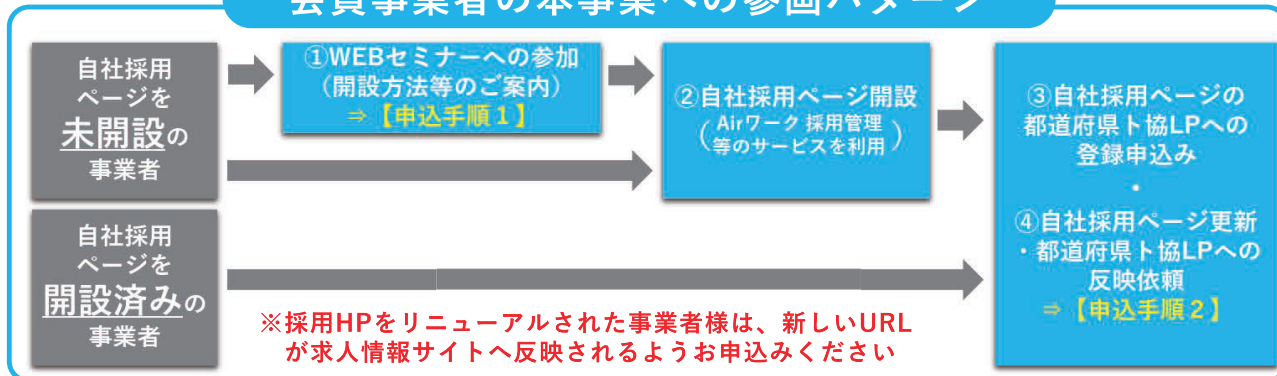 会員事業者の本事業への参画パターン
自社採用
ページを
未開設の
事業者
①WEBセミナーへの参加
（開設方法等のご案内）
⇒【申込手順１】
②自社採用ページ開設
（Airワーク 採用管理
等のサービスを利用）
③自社採用ページの
都道府県ト協LPへの
登録申込み
・
④自社採用ページ更新
・都道府県ト協LPへの
反映依頼
⇒【申込手順２】
自社採用
ページを
開設済みの
事業者
※採用HPをリニューアルされた事業者様は、新しいURL
が求人情報サイトへ反映されるようお申込みください